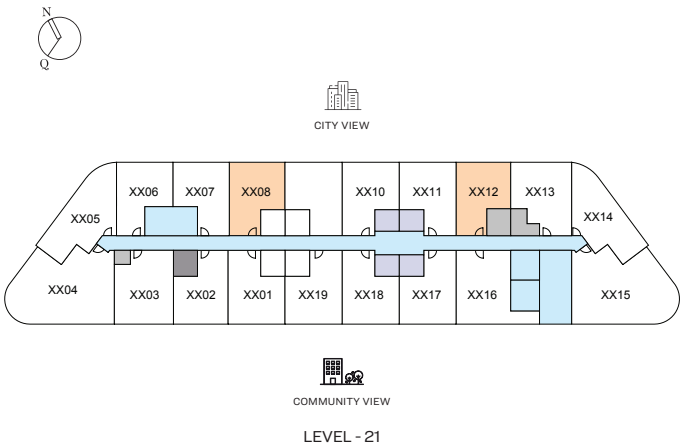 N
Q
CITY VIEW
XX06 XX07 XX08 XX10 XX11 XX12 XX13
XX05 XX14
XX04 XX03 XX02 XX01 XX19 XX18 XX17 XX16 XX15
COMMUNITY VIEW
LEVEL - 21